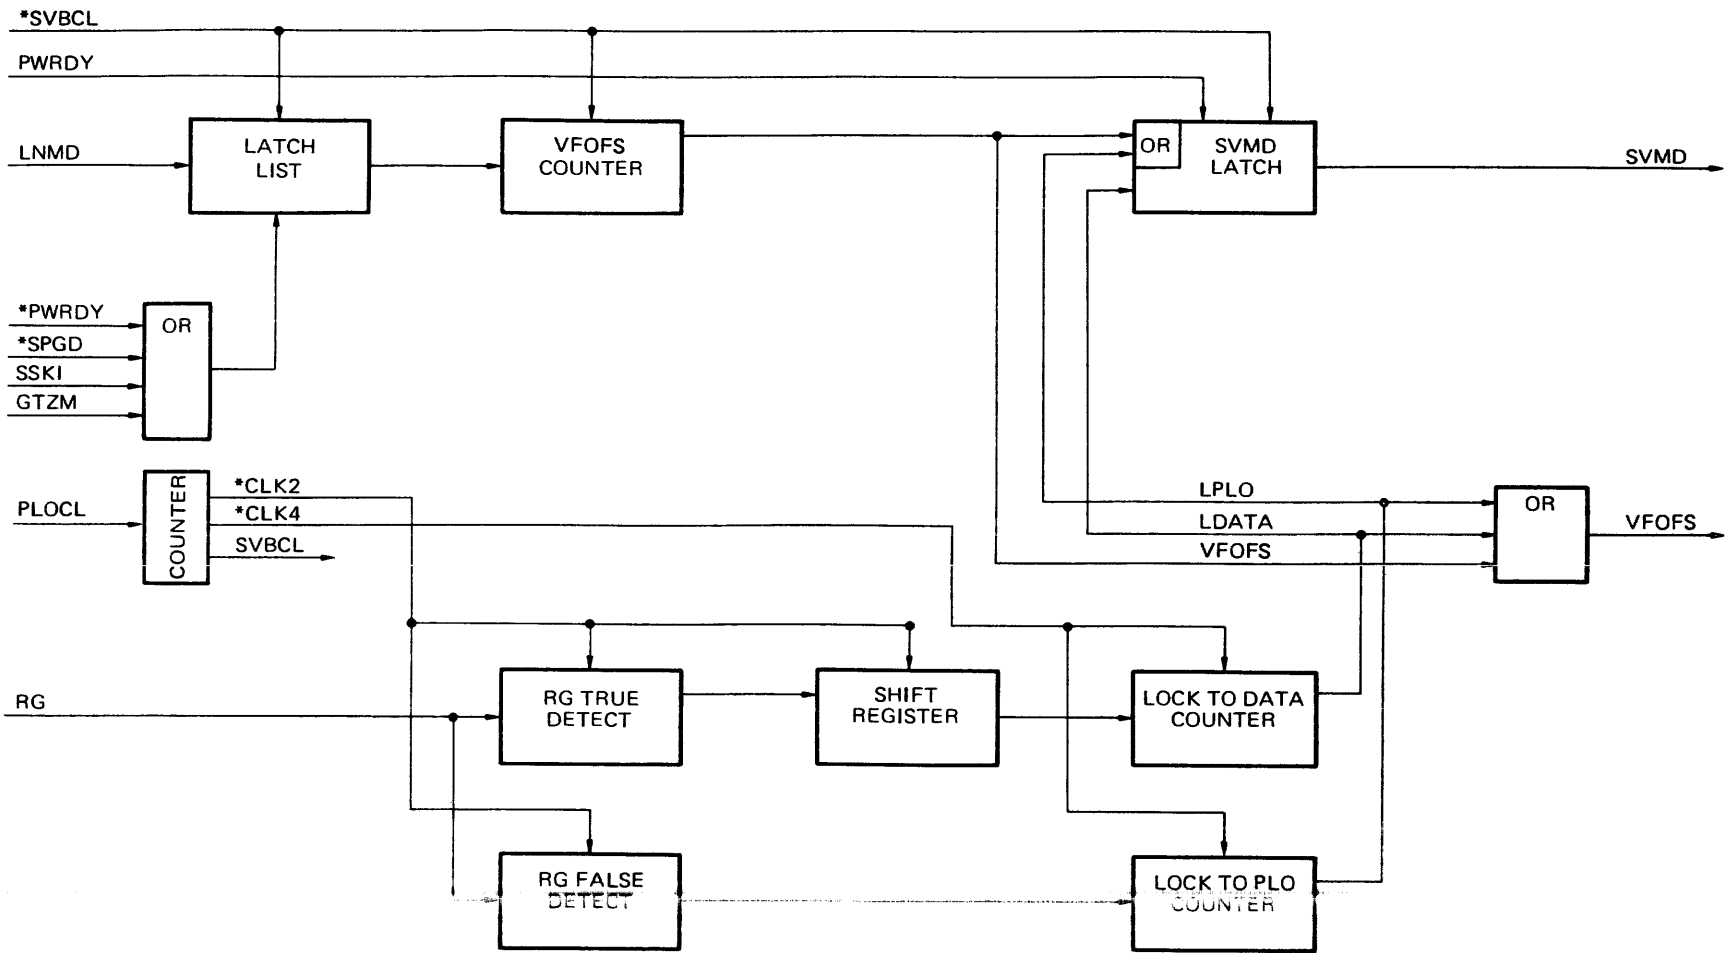 *SVBCL
PWRDY
LNMD
LATCH
LIST
VFOFS
COUNTER
OR
SVMD
LATCH
SVMD
*PWRDY
*SPGD
SSKI
GTZM
OR
PLOCL
COUNTER
*CLK2
*CLK4
SVBCL
LPLO
LDATA
VFOFS
OR
VFOFS
RG
RG TRUE
DETECT
SHIFT
REGISTER
LOCK TO DATA
COUNTER
RG FALSE
DETECT
LOCK TO PLO
COUNTER